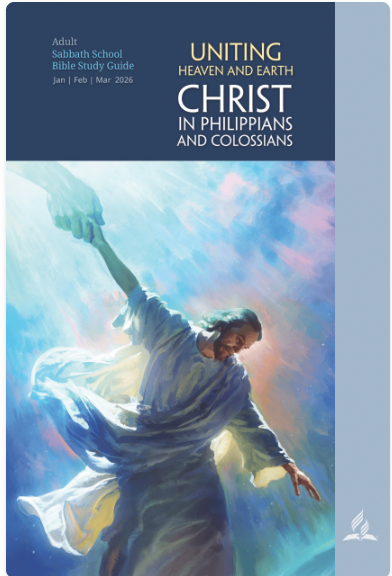 Adult
Sabbath School
Bible Study Guide
Jan | Feb | Mar 2026
UNITING
HEAVEN AND EARTH
CHRIST
IN PHILIPPIANS
AND COLOSSIANS